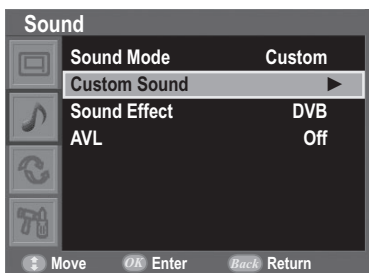 Sound
Sound Mode Custom
Custom Sound ►
Sound Effect DVB
AVL Off
Move OK Enter Back Return